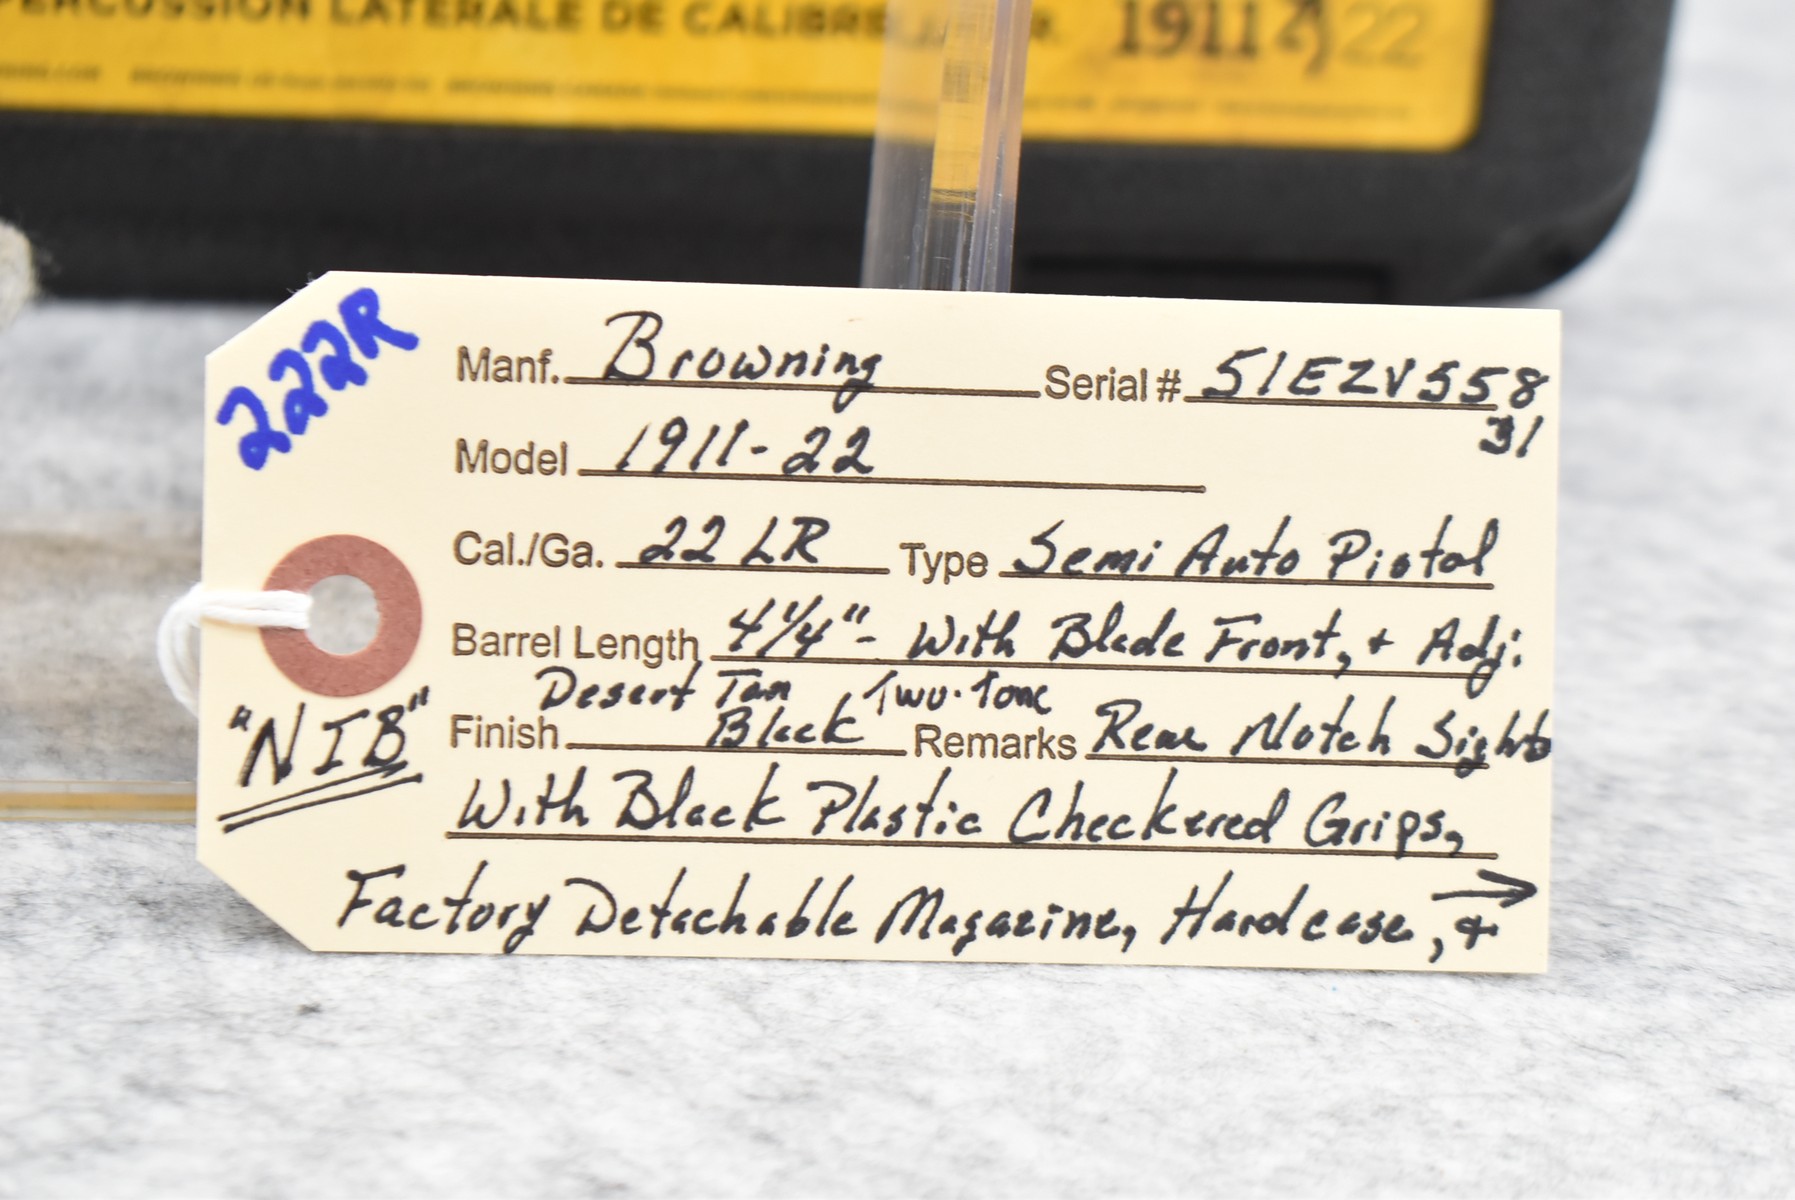 PERCUSSION LATERALE DE CALIBRE
1911 22
222R
Manf. Browning Serial # 51EZV558
31
Model 1911-22
Cal./Ga. 22 LR Type Semi Auto Pistol
Barrel Length 4 1/4" - With Blade Front, + Adj.
Desert Tan Two-Tone
"NIB" Finish Black Remarks Rear Notch Sights
With Black Plastic Checkered Grips,
Factory Detachable Magazine, Hardcase, + →